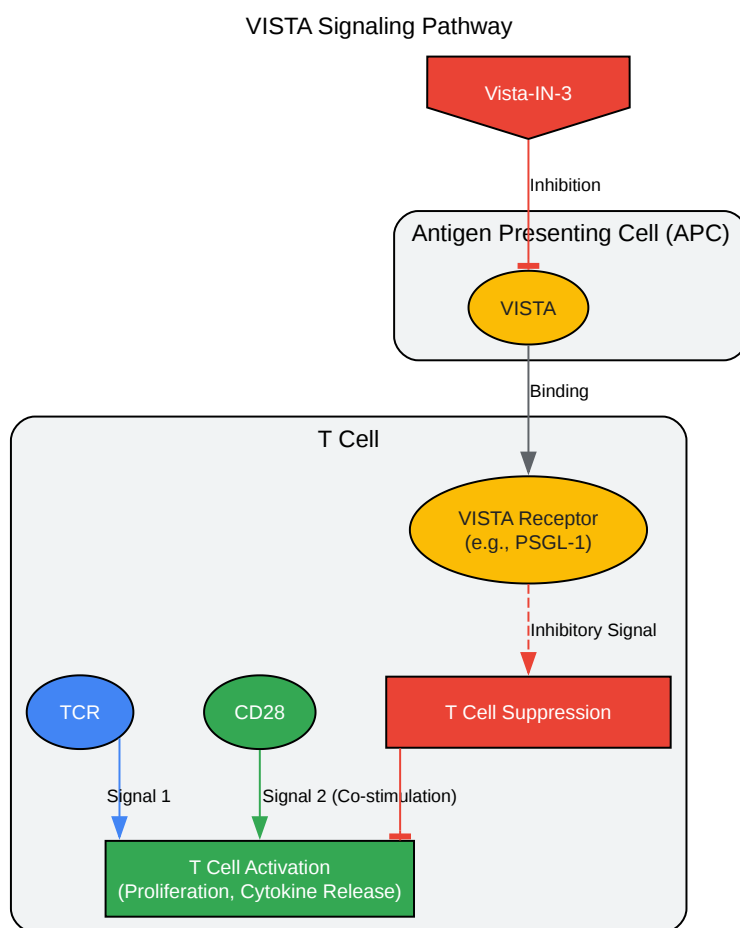 VISTA Signaling Pathway
Vista-IN-3
Inhibition
Antigen Presenting Cell (APC)
VISTA
Binding
T Cell
VISTA Receptor
(e.g., PSGL-1)
Inhibitory Signal
TCR
CD28
T Cell Suppression
Signal 1
Signal 2 (Co-stimulation)
T Cell Activation
(Proliferation, Cytokine Release)